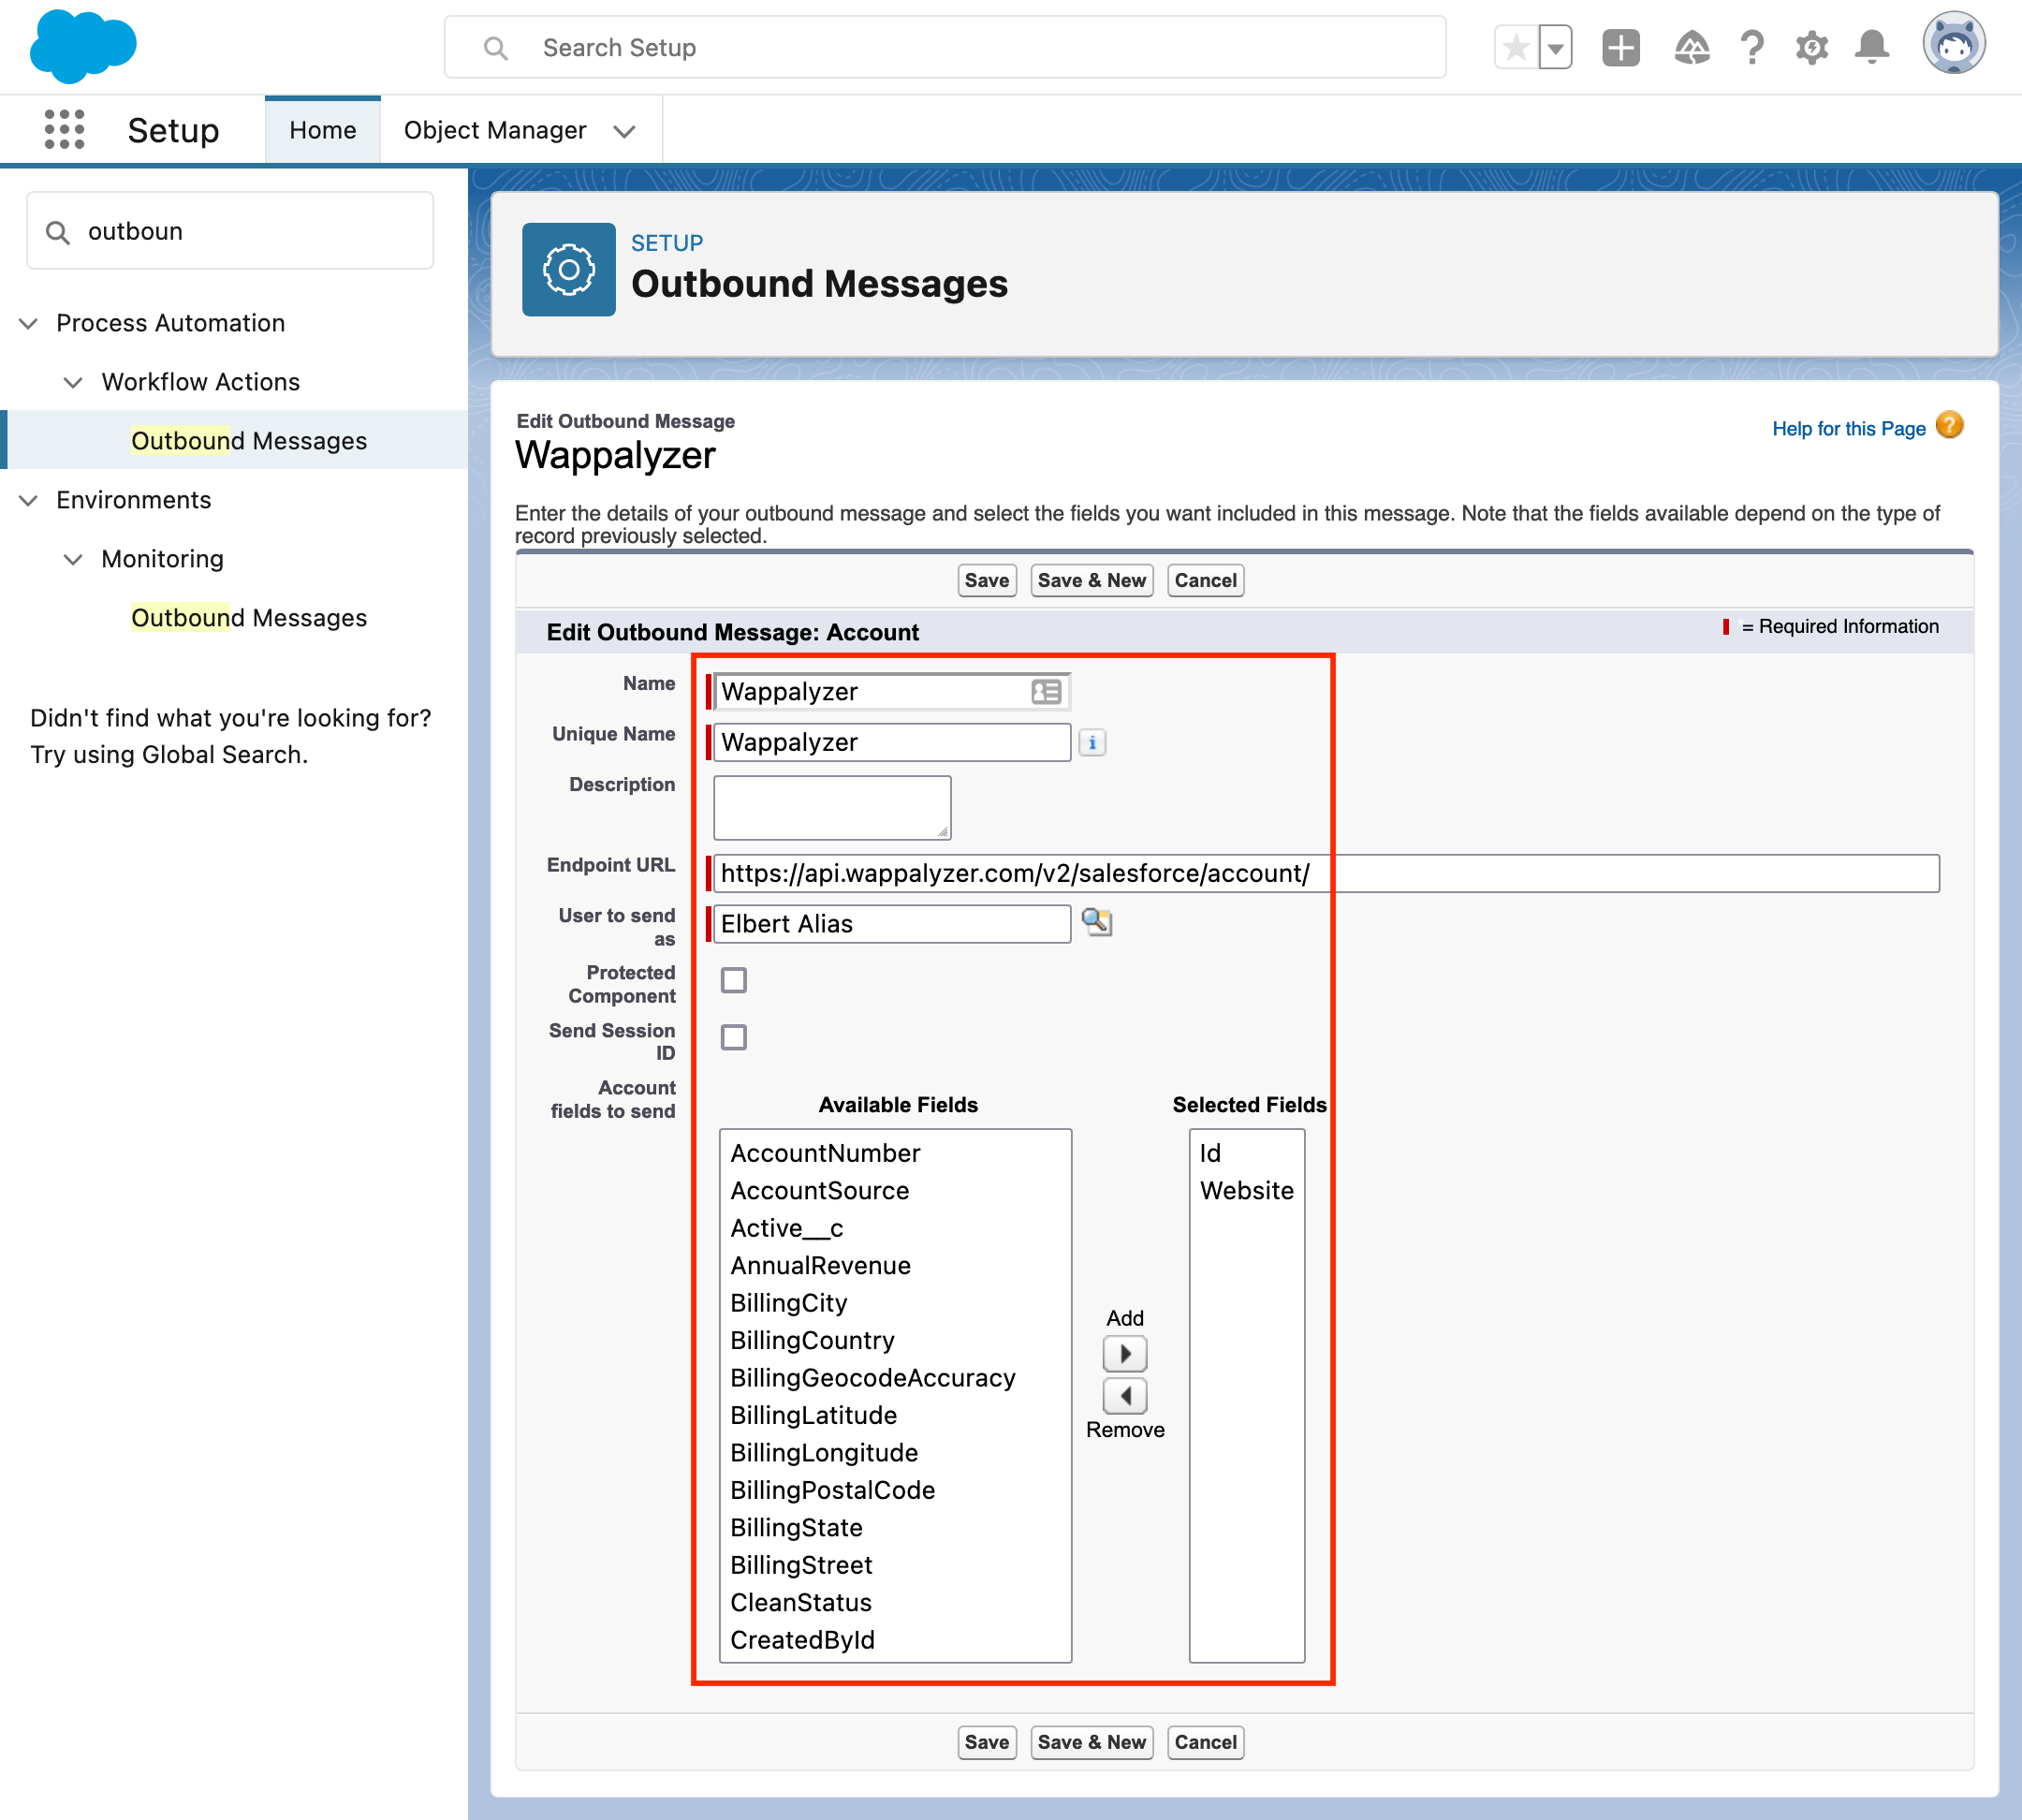 Search Setup
Setup
Home
Object Manager
outboun
Process Automation
Workflow Actions
Outbound Messages
Environments
Monitoring
Outbound Messages
Didn't find what you're looking for?
Try using Global Search.
SETUP
Outbound Messages
Edit Outbound Message
Wappalyzer
Help for this Page
Enter the details of your outbound message and select the fields you want included in this message. Note that the fields available depend on the type of
record previously selected.
Save Save & New Cancel
Edit Outbound Message: Account
= Required Information
Name
Wappalyzer
Unique Name
Wappalyzer
Description
Endpoint URL
https://api.wappalyzer.com/v2/salesforce/account/
User to send
as
Elbert Alias
Protected
Component
Send Session
ID
Account
fields to send
Available Fields
AccountNumber
AccountSource
Active__c
AnnualRevenue
BillingCity
BillingCountry
BillingGeocodeAccuracy
BillingLatitude
BillingLongitude
BillingPostalCode
BillingState
BillingStreet
CleanStatus
CreatedById
Add
Remove
Selected Fields
Id
Website
Save Save & New Cancel